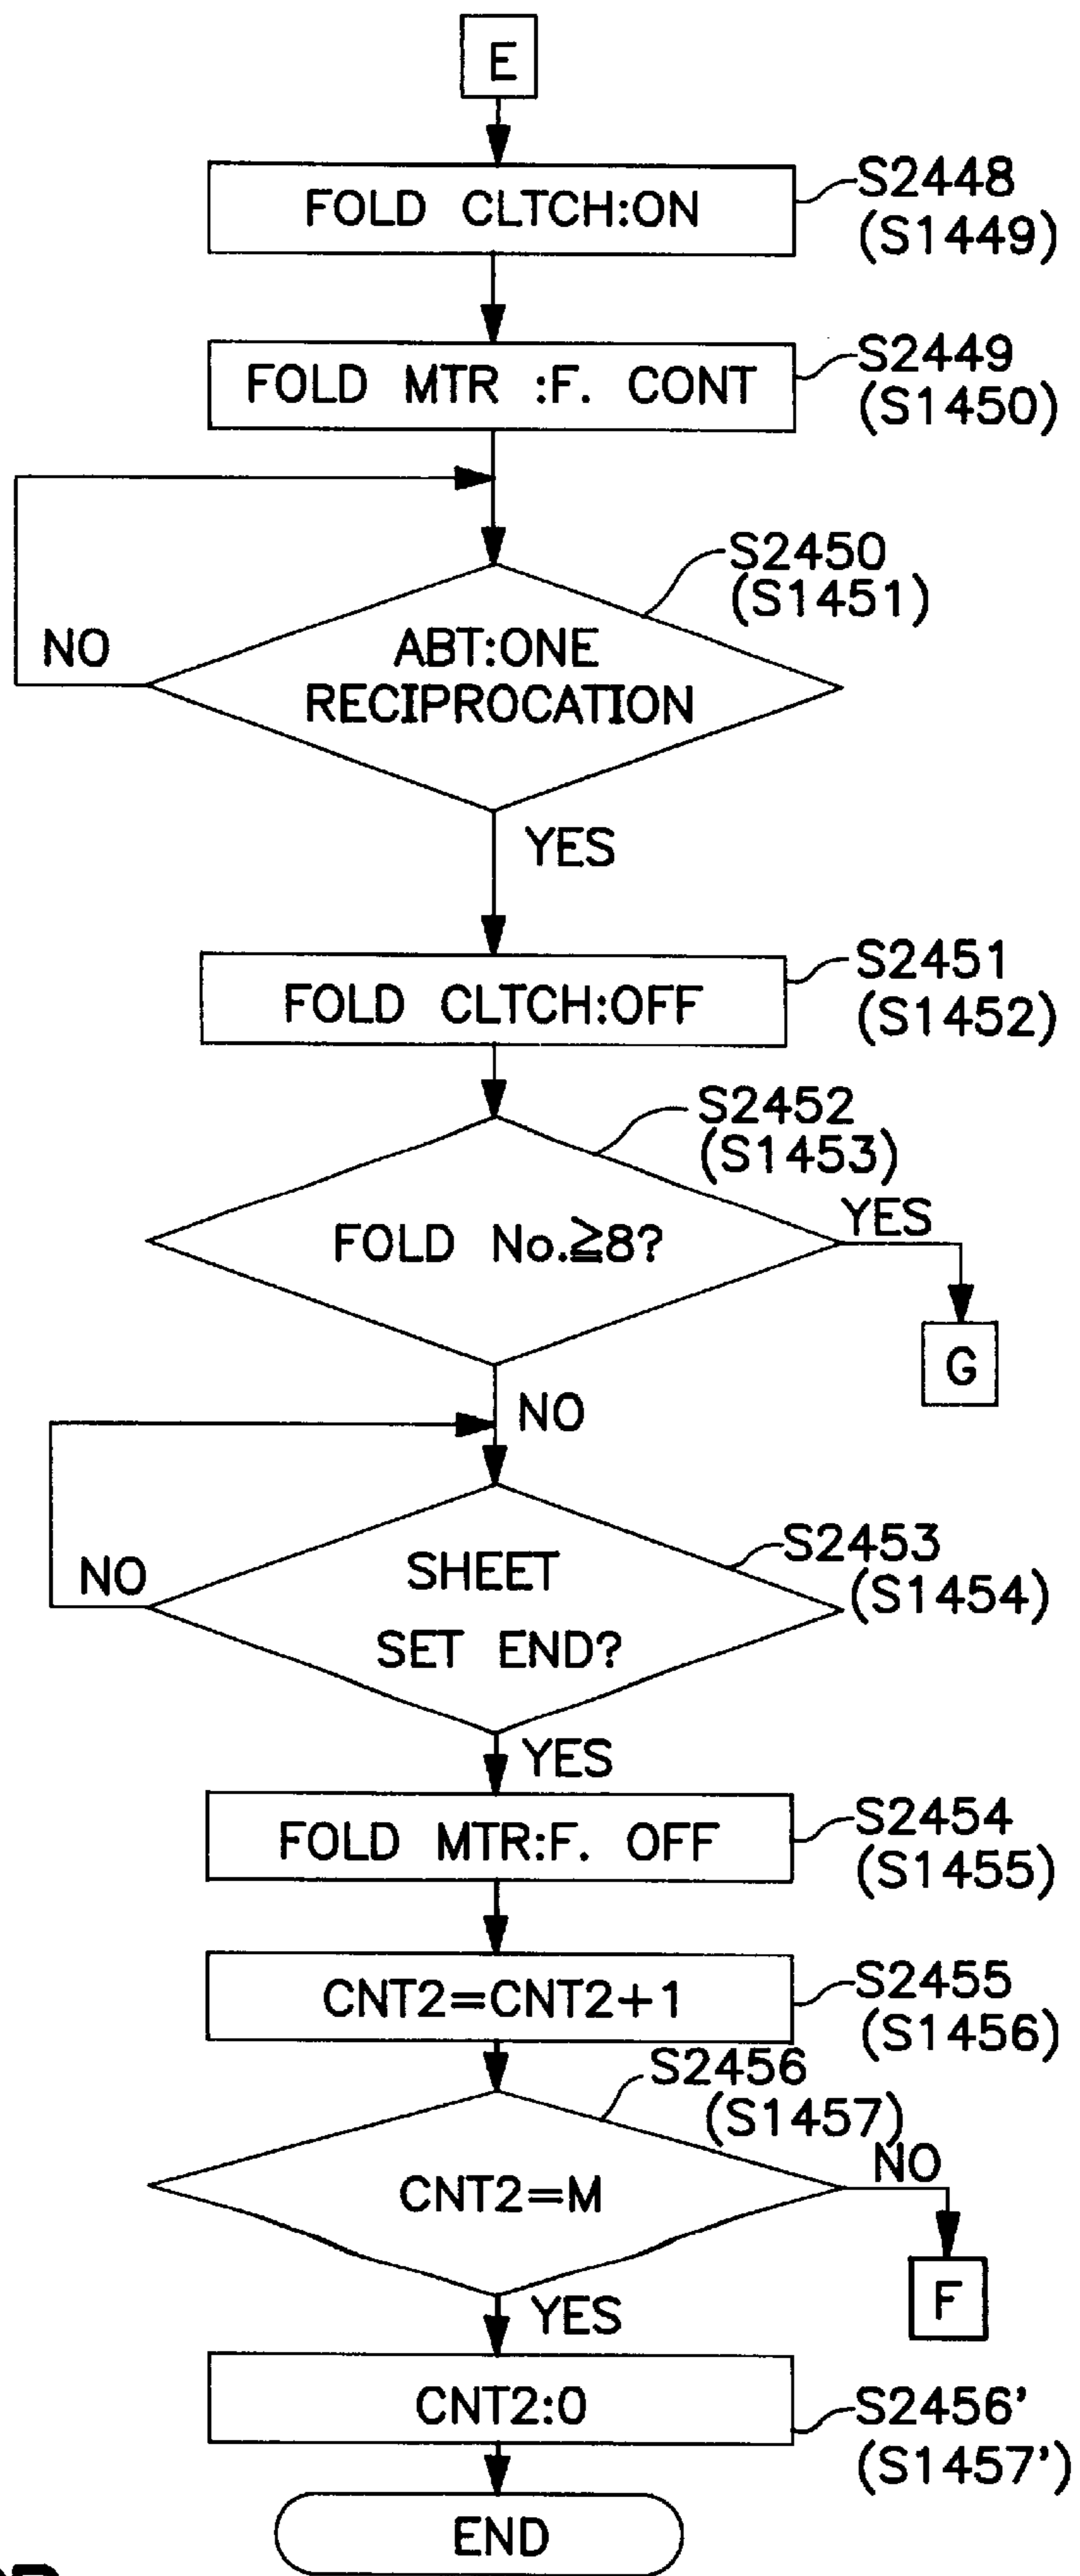 E
FOLD CLTCH:ON
S2448
(S1449)
FOLD MTR :F. CONT
S2449
(S1450)
S2450
(S1451)
NO
ABT:ONE
RECIPROCATION
YES
FOLD CLTCH:OFF
S2451
(S1452)
S2452
(S1453)
FOLD No.≧8?
YES
G
NO
SHEET
SET END?
NO
S2453
(S1454)
YES
FOLD MTR:F. OFF
S2454
(S1455)
CNT2=CNT2+1
S2455
(S1456)
S2456
(S1457)
CNT2=M
NO
F
YES
CNT2:0
S2456'
(S1457')
END